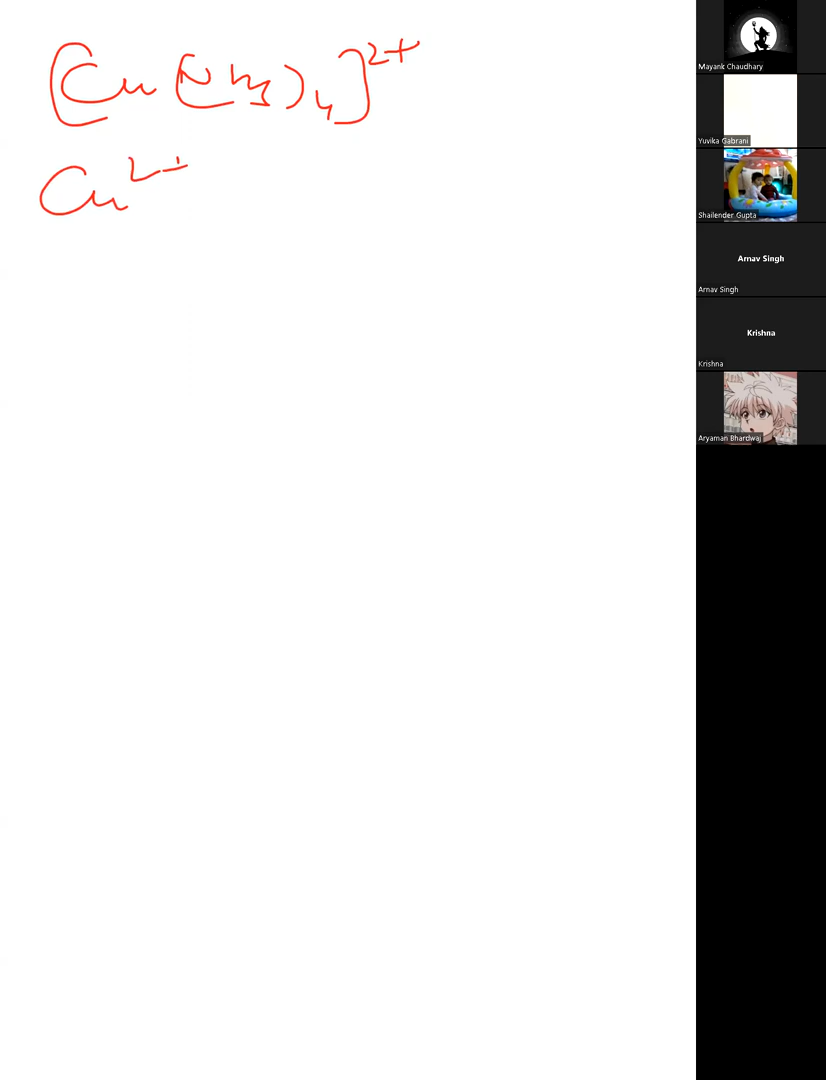 [Cu(NH3)4]2+
Cu2+
Mayank Chaudhary
Yuvika Gabrani
Shailender Gupta
Arnav Singh
Arnav Singh
Krishna
Krishna
Aryaman Bhardwaj